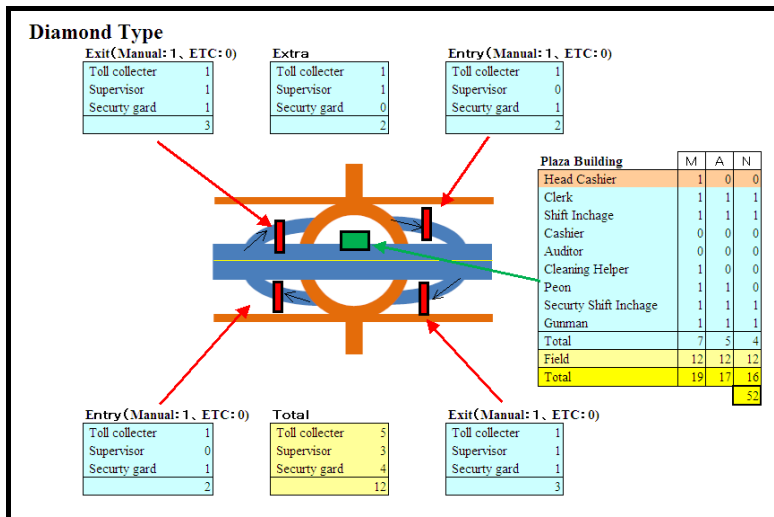 Diamond Type
Exit(Manual:1、ETC:0)
Toll collecter 1
Supervisor 1
Securty gard 1
3
Extra
Toll collecter 1
Supervisor 1
Securty gard 0
2
Entry(Manual:1、ETC:0)
Toll collecter 1
Supervisor 0
Securty gard 1
2
Plaza Building M A N
Head Cashier 1 0 0
Clerk 1 1 1
Shift Inchage 1 1 1
Cashier 0 0 0
Auditor 0 0 0
Cleaning Helper 1 0 0
Peon 1 1 0
Securty Shift Inchage 1 1 1
Gunman 1 1 1
Total 7 5 4
Field 12 12 12
Total 19 17 16
52
Entry(Manual:1、ETC:0)
Toll collecter 1
Supervisor 0
Securty gard 1
2
Total
Toll collecter 5
Supervisor 3
Securty gard 4
12
Exit(Manual:1、ETC:0)
Toll collecter 1
Supervisor 1
Securty gard 1
3